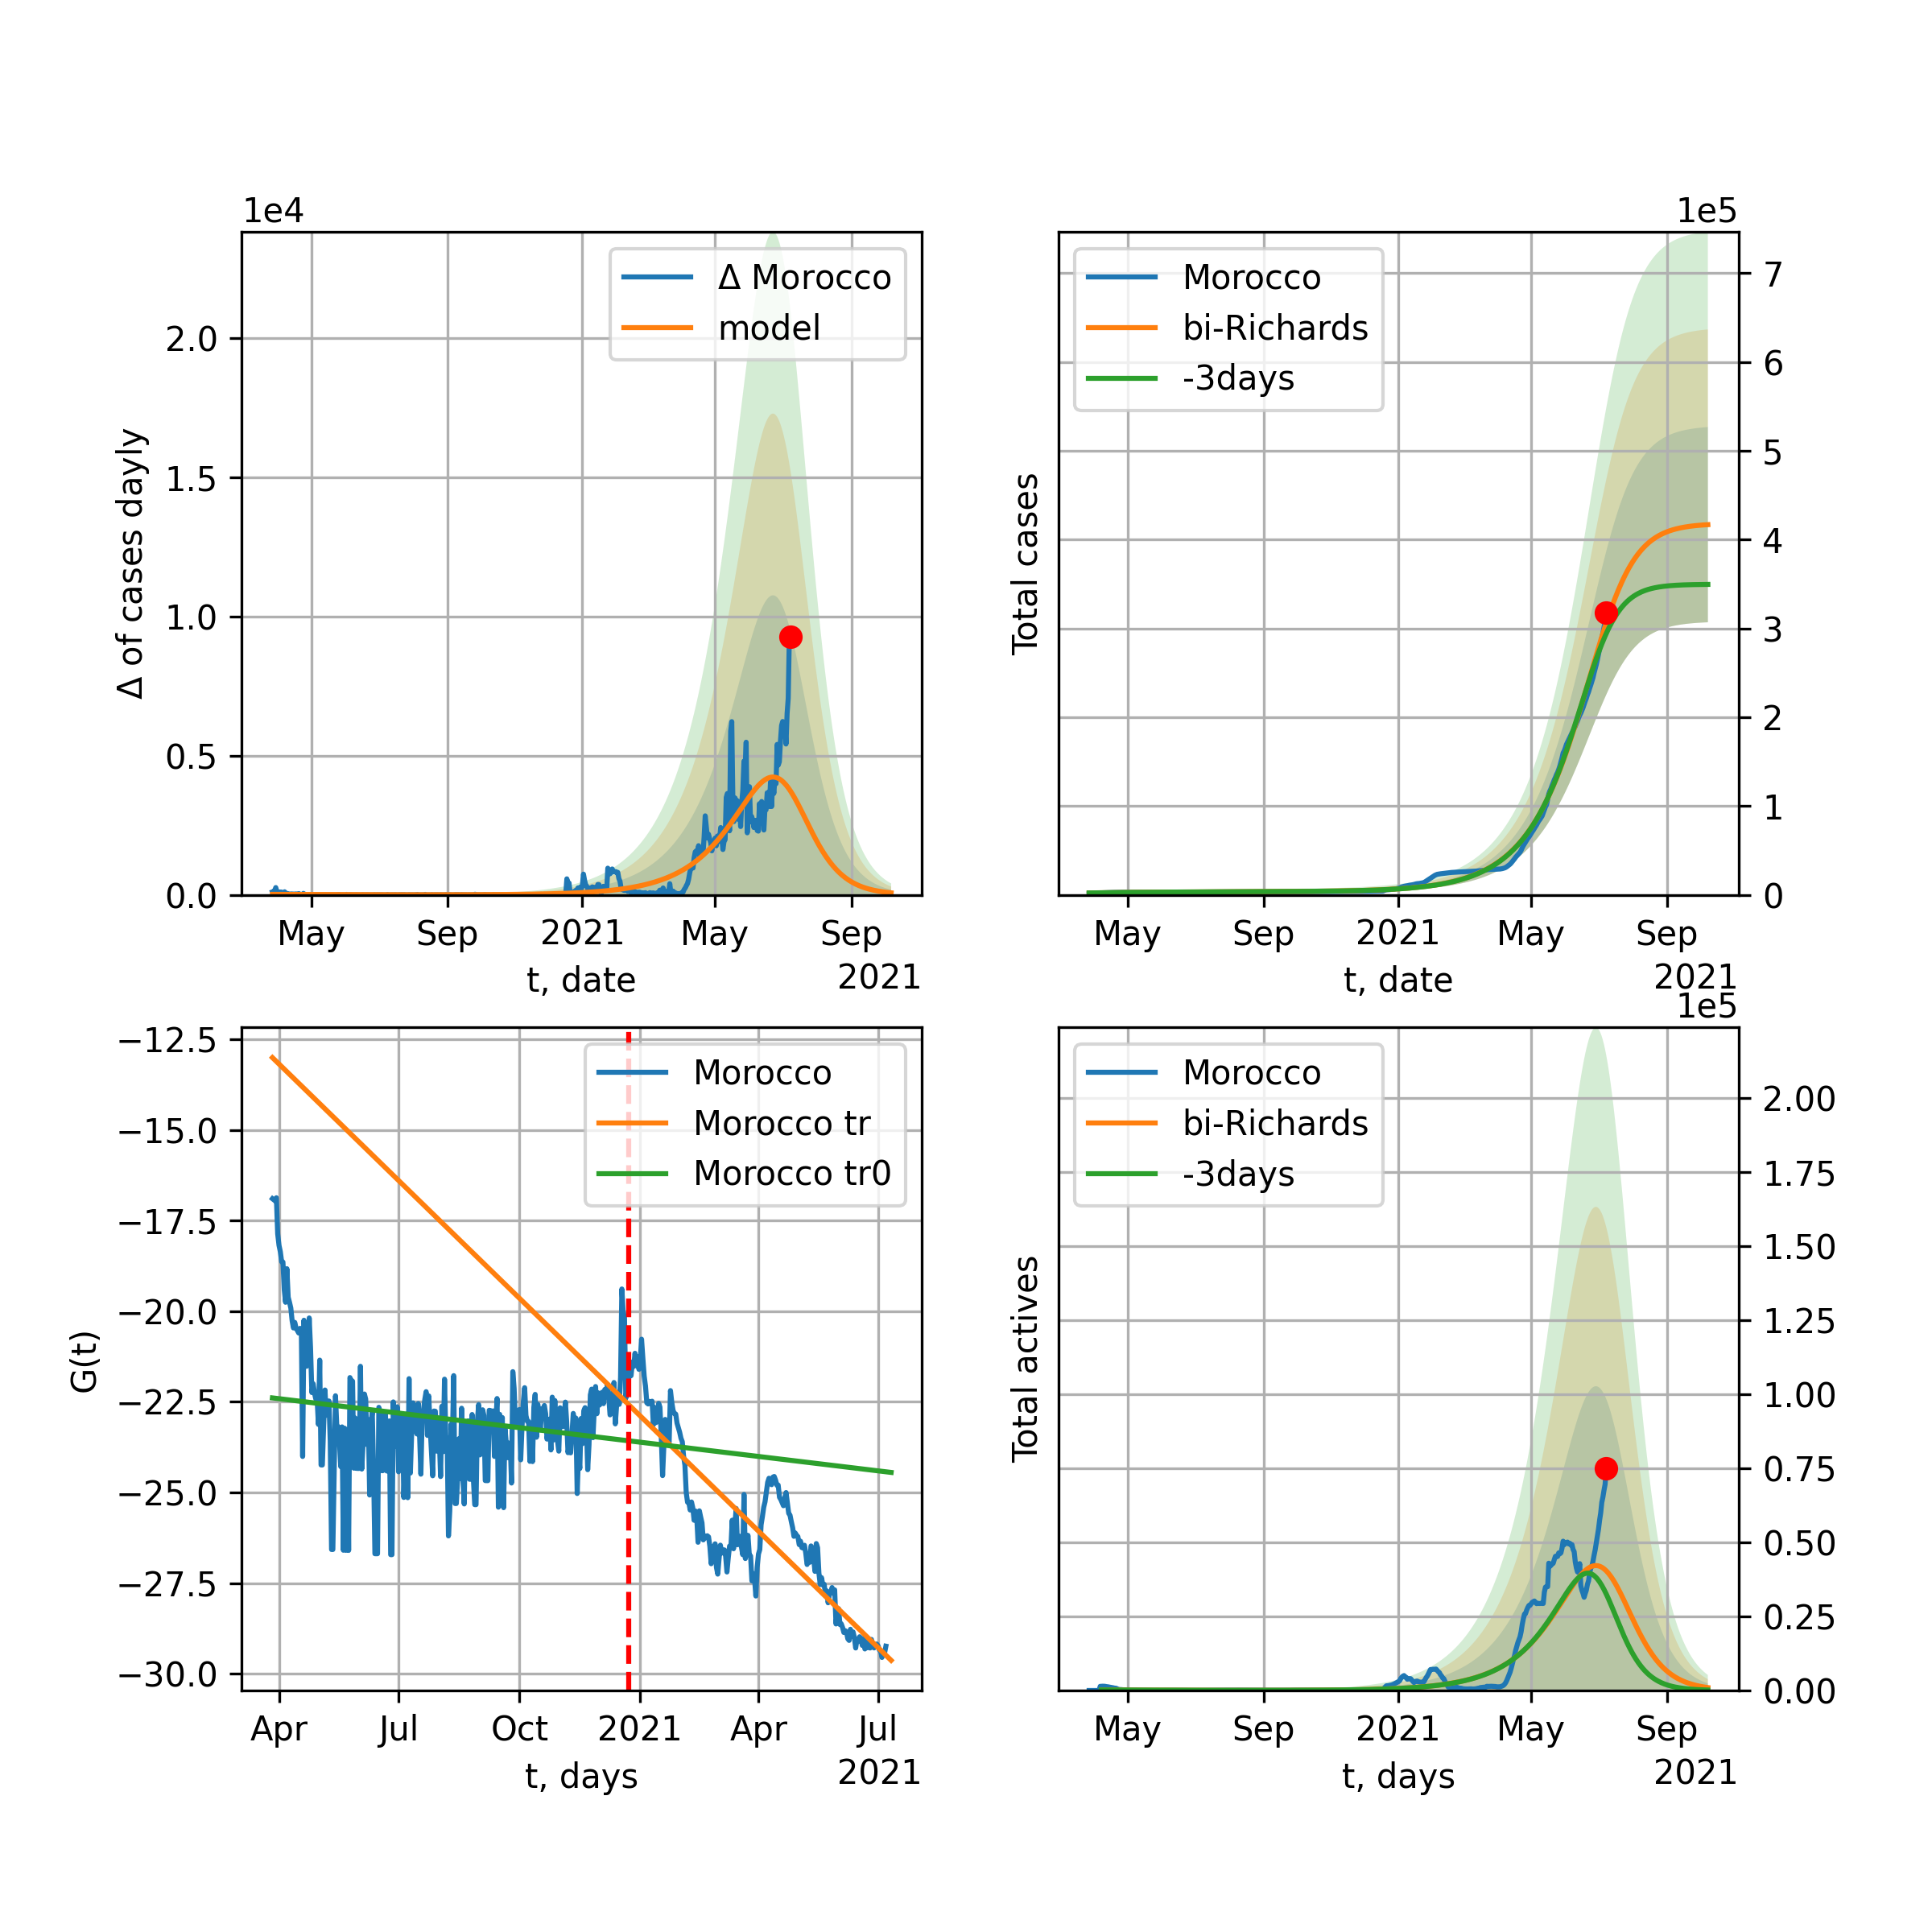 1e4
Δ of cases dayly
2.0
1.5
1.0
0.5
0.0
Δ Morocco
model
May Sep 2021 May Sep
t, date
2021
1e5
Total cases
Morocco
bi-Richards
-3days
7
6
5
4
3
2
1
0
May Sep 2021 May Sep
t, date
2021
G(t)
−12.5
−15.0
−17.5
−20.0
−22.5
−25.0
−27.5
−30.0
Morocco
Morocco tr
Morocco tr0
Apr Jul Oct 2021 Apr Jul
t, days
2021
1e5
Total actives
Morocco
bi-Richards
-3days
2.00
1.75
1.50
1.25
1.00
0.75
0.50
0.25
0.00
May Sep 2021 May Sep
t, days
2021